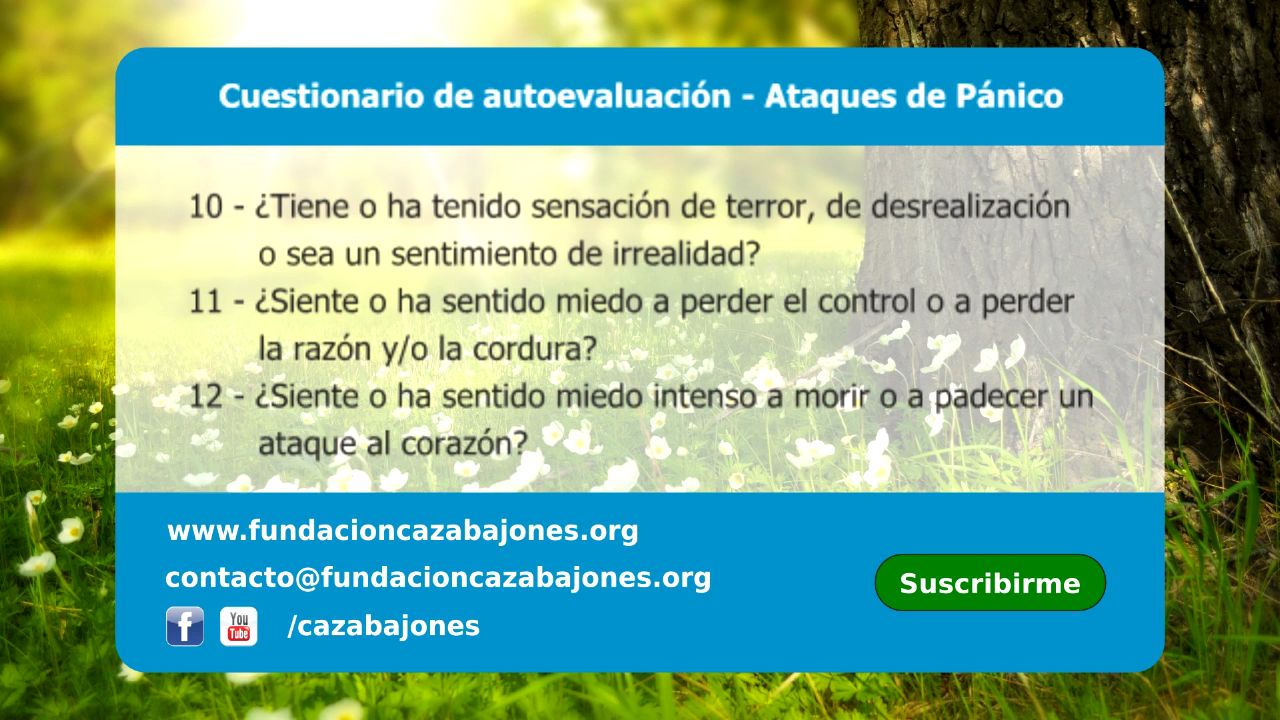 Cuestionario de autoevaluación - Ataques de Pánico
10 - ¿Tiene o ha tenido sensación de terror, de desrealización
o sea un sentimiento de irrealidad?
11 - ¿Siente o ha sentido miedo a perder el control o a perder
la razón y/o la cordura?
12 - ¿Siente o ha sentido miedo intenso a morir o a padecer un
ataque al corazón?
www.fundacioncazabajones.org
contacto@fundacioncazabajones.org
Suscribirme
f You Tube /cazabajones